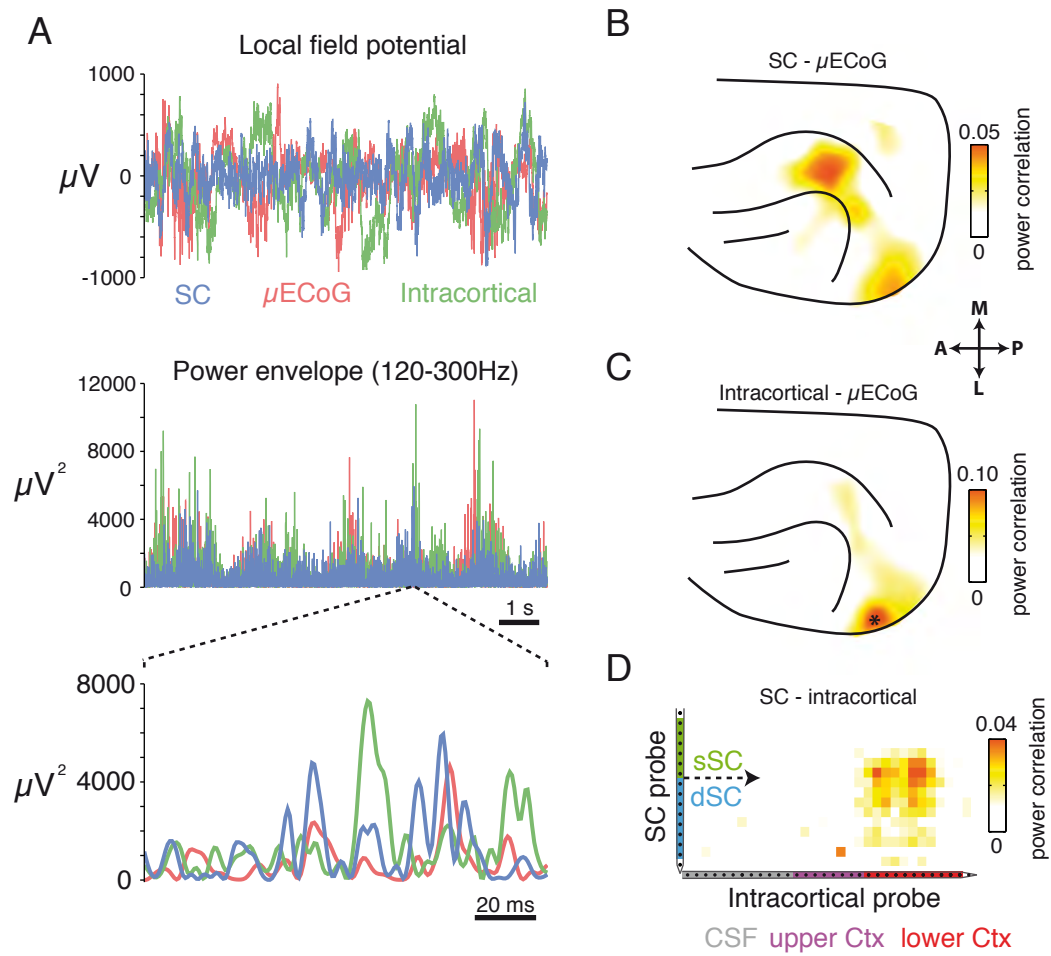 A
Local field potential
1000
0
-1000
µV
SC µECoG Intracortical
Power envelope (120-300Hz)
12000
8000
4000
0
µV²
1 s
8000
4000
0
µV²
20 ms
B
SC - µECoG
0.05
0
power correlation
M
A P
L
C
Intracortical - µECoG
0.10
0
power correlation
*
D
SC - intracortical
SC probe
sSC
dSC
0.04
0
power correlation
Intracortical probe
CSF upper Ctx lower Ctx